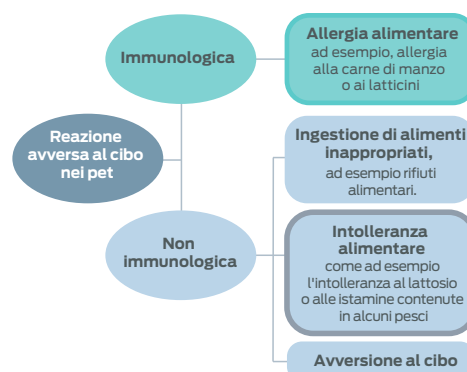 Reazione
avversa al cibo
nei pet
Immunologica
Allergia alimentare
ad esempio, allergia
alla carne di manzo
o ai latticini
Non
immunologica
Ingestione di alimenti
inappropriati,
ad esempio rifiuti
alimentari.
Intolleranza
alimentare
come ad esempio
l'intolleranza al lattosio
o alle istamine contenute
in alcuni pesci
Avversione al cibo